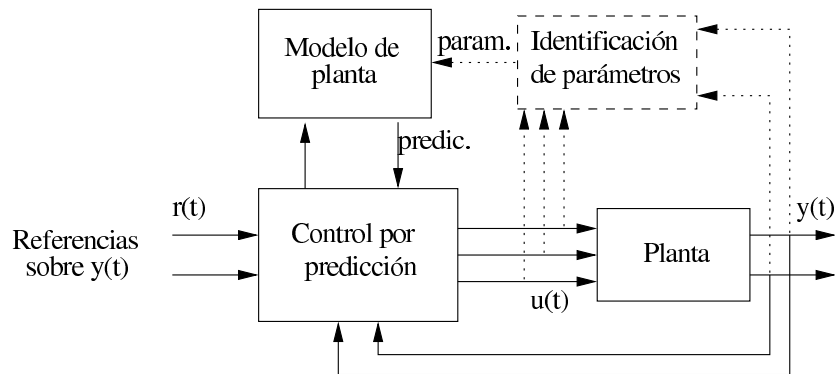 Modelo de
planta
param.
Identificación
de parámetros
predic.
r(t)
Referencias
sobre y(t)
Control por
predicción
u(t)
Planta
y(t)